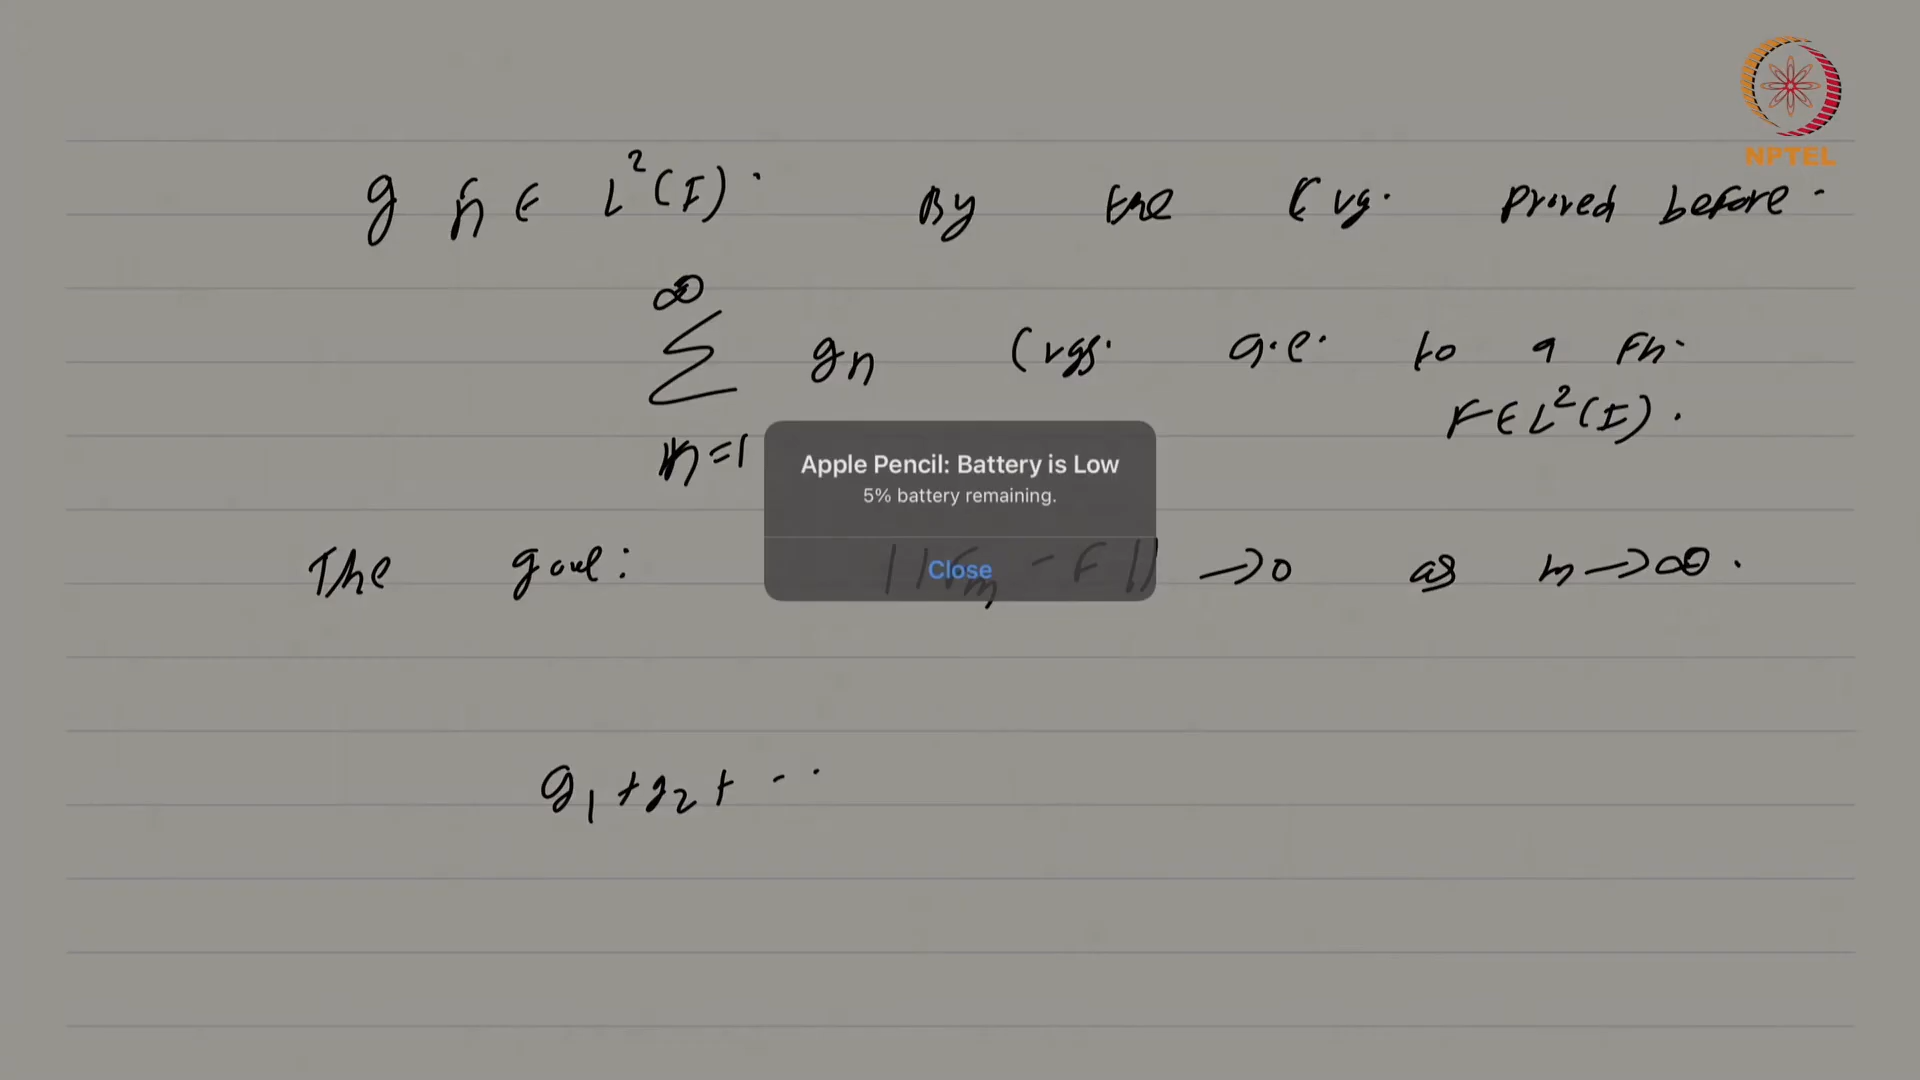 NPTEL
g n ∈ L²(I). By the Cvg. Proved before.
∞
∑ gn Cvgs. a.e. to a Fn.
n=1 F∈L²(I).
Apple Pencil: Battery is Low
5% battery remaining.
The goal: ||Fm - F|| →0 as m→∞.
Close
g1+g2+ ...